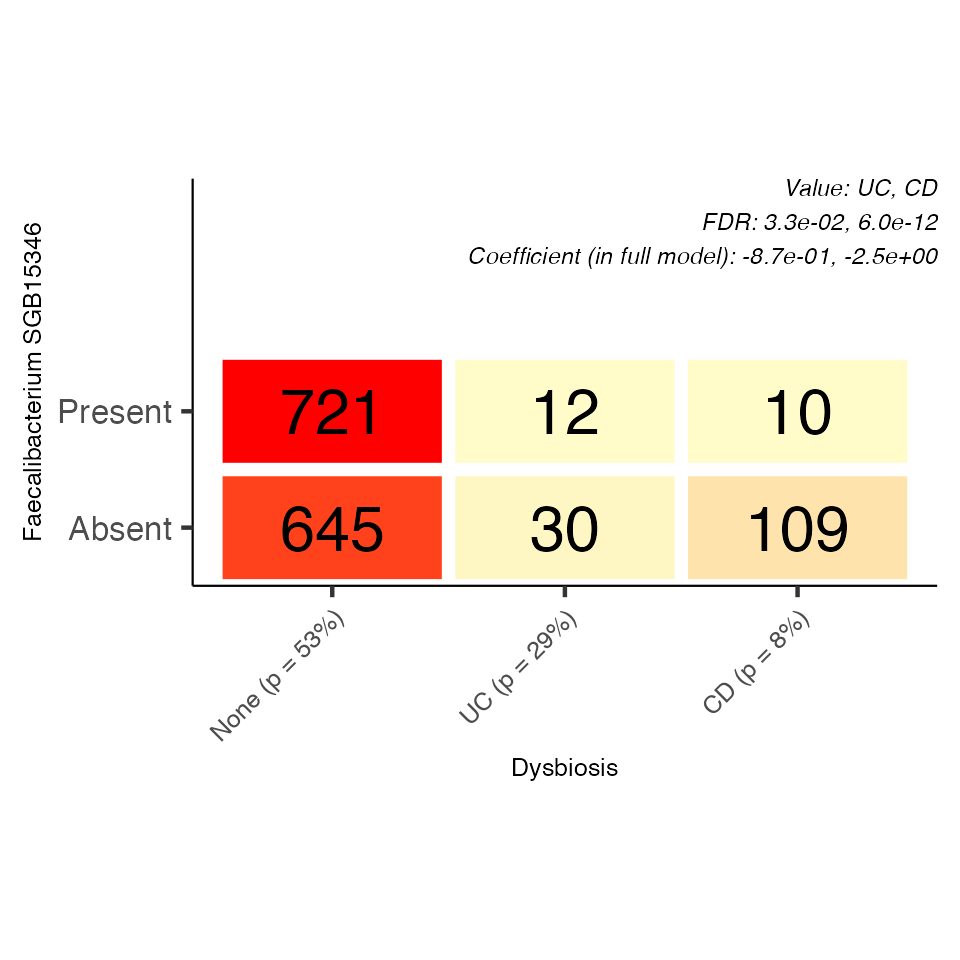 Value: UC, CD
FDR: 3.3e-02, 6.0e-12
Coefficient (in full model): -8.7e-01, -2.5e+00
Faecalibacterium SGB15346
Present
721
12
10
Absent
645
30
109
None (p = 53%)
UC (p = 29%)
CD (p = 8%)
Dysbiosis